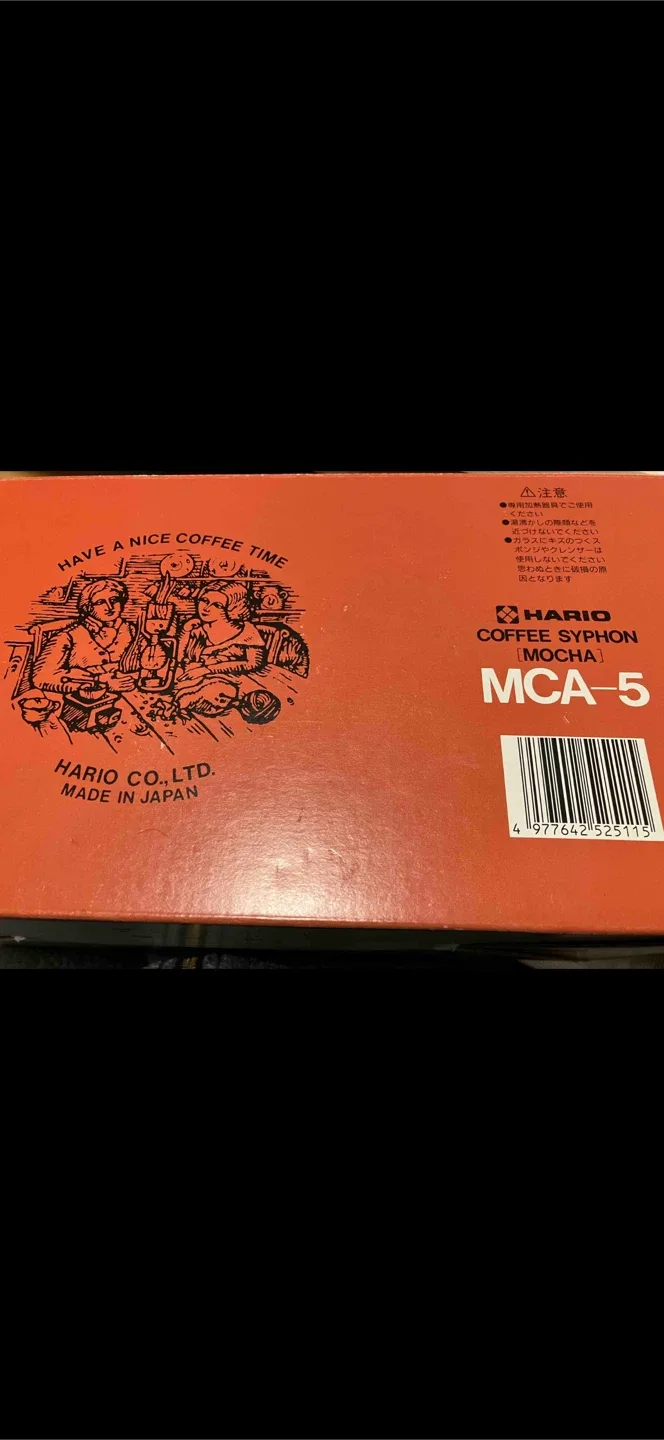 HAVE A NICE COFFEE TIME
HARIO CO.,LTD.
MADE IN JAPAN
⚠注意
●専用加熱器具でご使用
ください
●湯沸かしの際顔などを
近づけないでください
●ガラスにキズのつくス
ポンジやクレンザーは
使用しないでください
思わぬときに破損の原
因となります
HARIO
COFFEE SYPHON
[MOCHA]
MCA-5
4 977642 525115